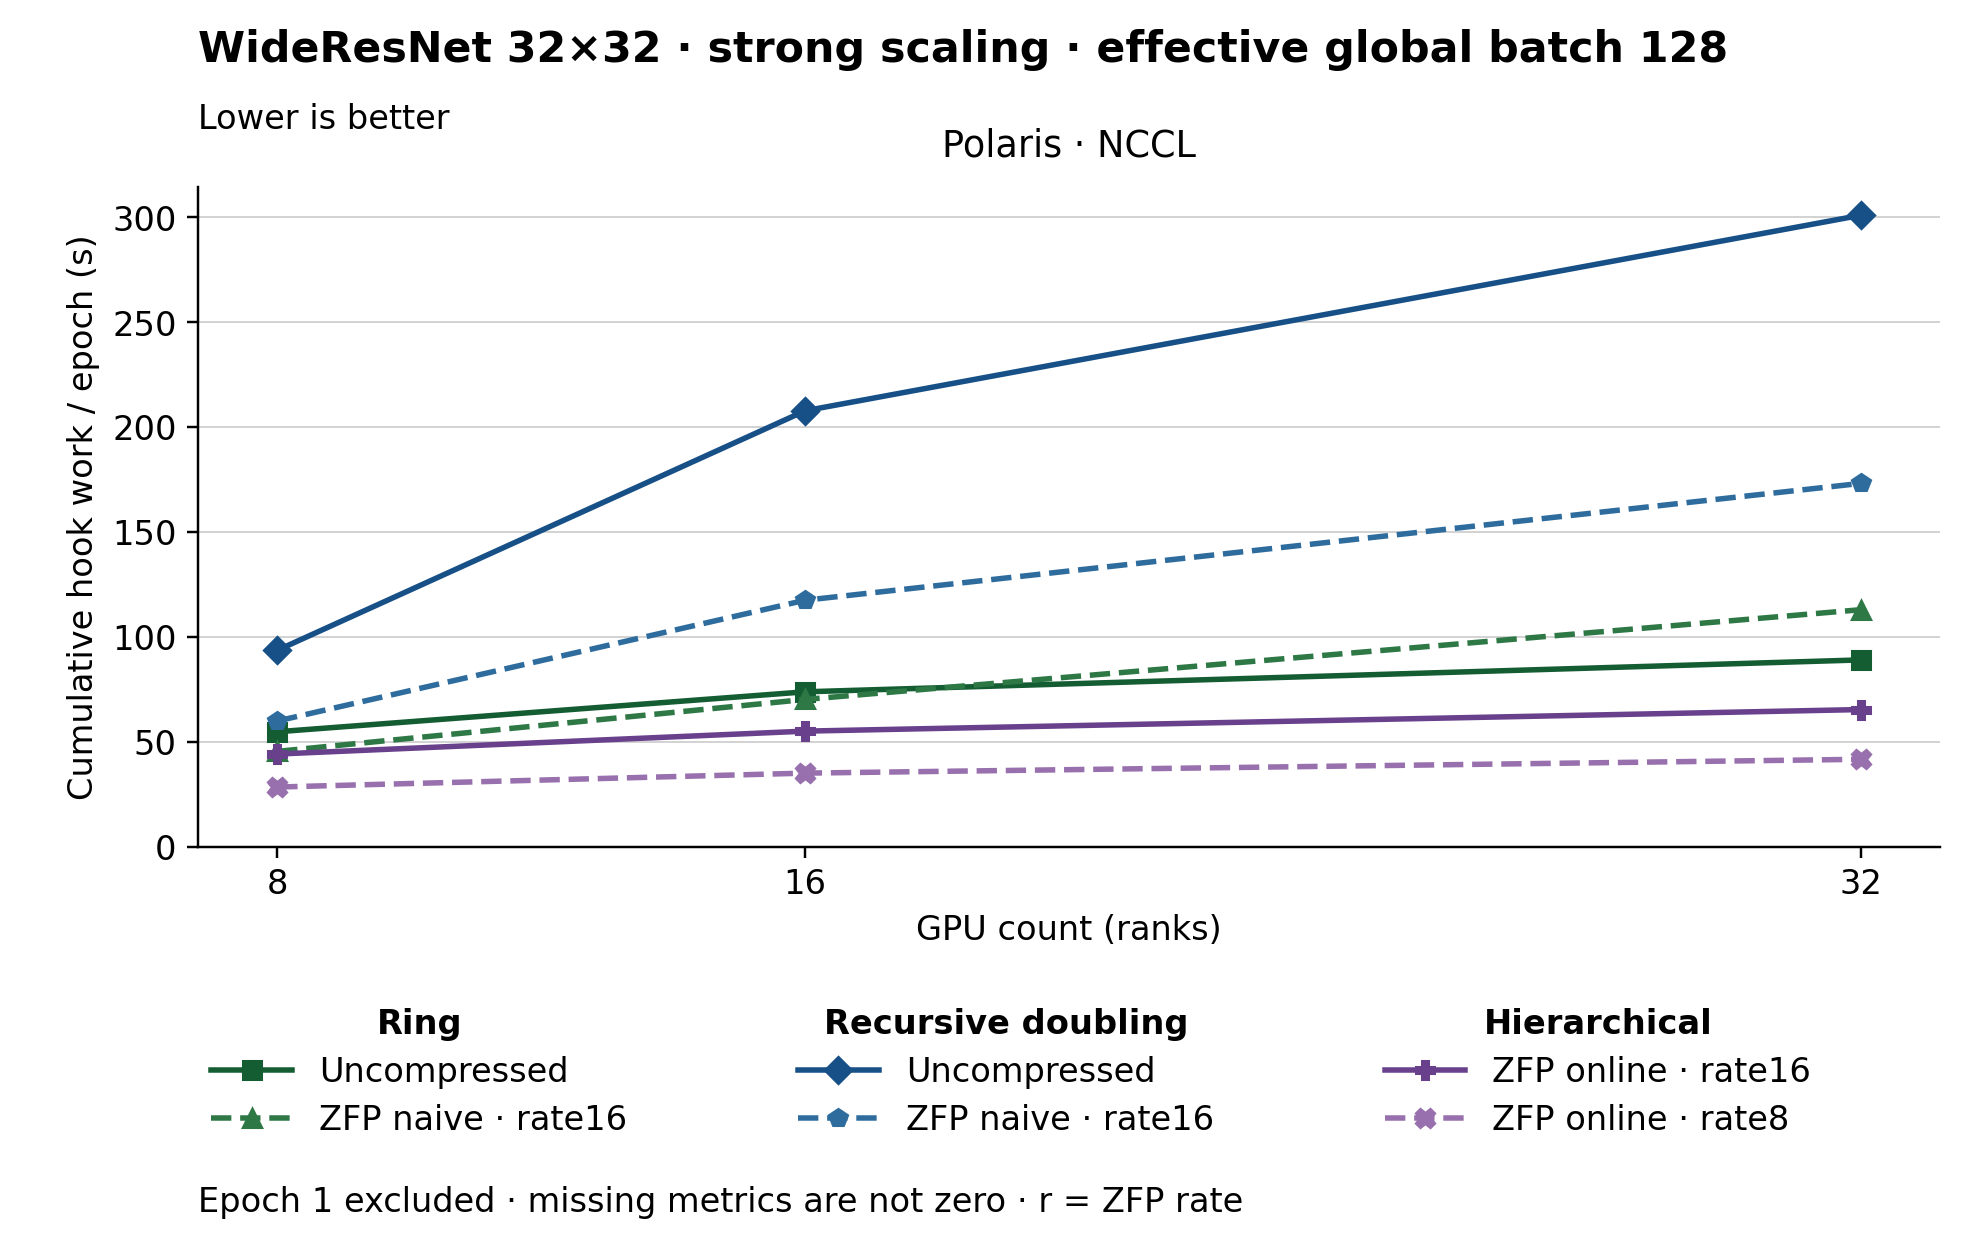 WideResNet 32×32 · strong scaling · effective global batch 128
Lower is better
Polaris · NCCL
Cumulative hook work / epoch (s)
300
250
200
150
100
50
0
8 16 32
GPU count (ranks)
Ring Recursive doubling Hierarchical
Uncompressed Uncompressed ZFP online · rate16
ZFP naive · rate16 ZFP naive · rate16 ZFP online · rate8
Epoch 1 excluded · missing metrics are not zero · r = ZFP rate